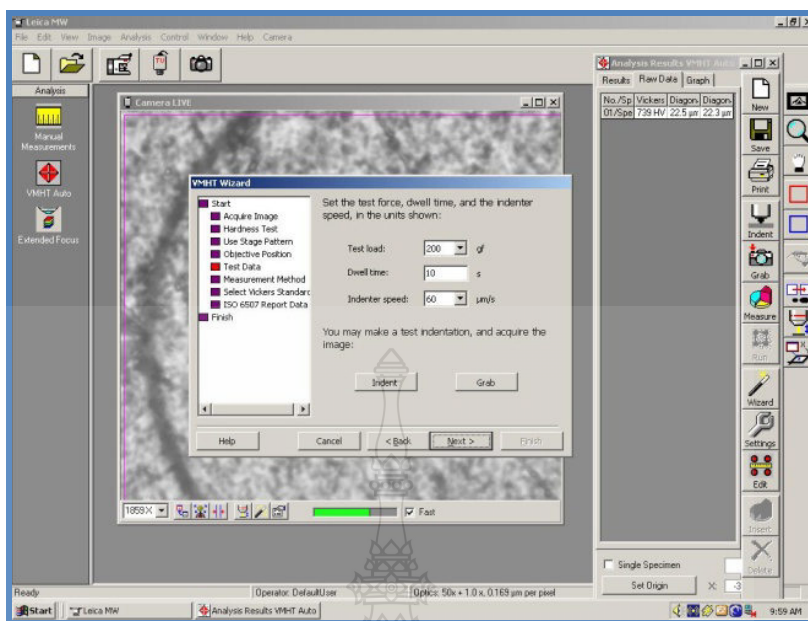 Leica MW
File Edit View Image Analysis Control Window Help Camera
TV
Analysis
Manual
Measurements
VMHT Auto
Extended Focus
Camera LIVE
VMHT Wizard
Start
Acquire Image
Hardness Test
Use Stage Pattern
Objective Position
Test Data
Measurement Method
Select Vickers Standard
ISO 6507 Report Data
Finish
Set the test force, dwell time, and the indenter
speed, in the units shown:
Test load: 200 gf
Dwell time: 10 s
Indenter speed: 60 µm/s
You may make a test indentation, and acquire the
image:
Indent Grab
Help Cancel < Back Next > Finish
1859X Fast
Analysis Results VMHT Auto
Results Raw Data Graph
No./Sp Vickers Diagon. Diagon.
01/Spe 739 HV 22.5 µm 22.3 µm
New
Save
Print
Indent
Grab
Measure
Run
Wizard
Settings
Edit
Insert
Delete
Single Specimen
Set Origin X: -3
Ready Operator: DefaultUser Optics: 50x + 1.0 x, 0.169 µm per pixel
Start Leica MW Analysis Results VMHT Auto 9:59 AM